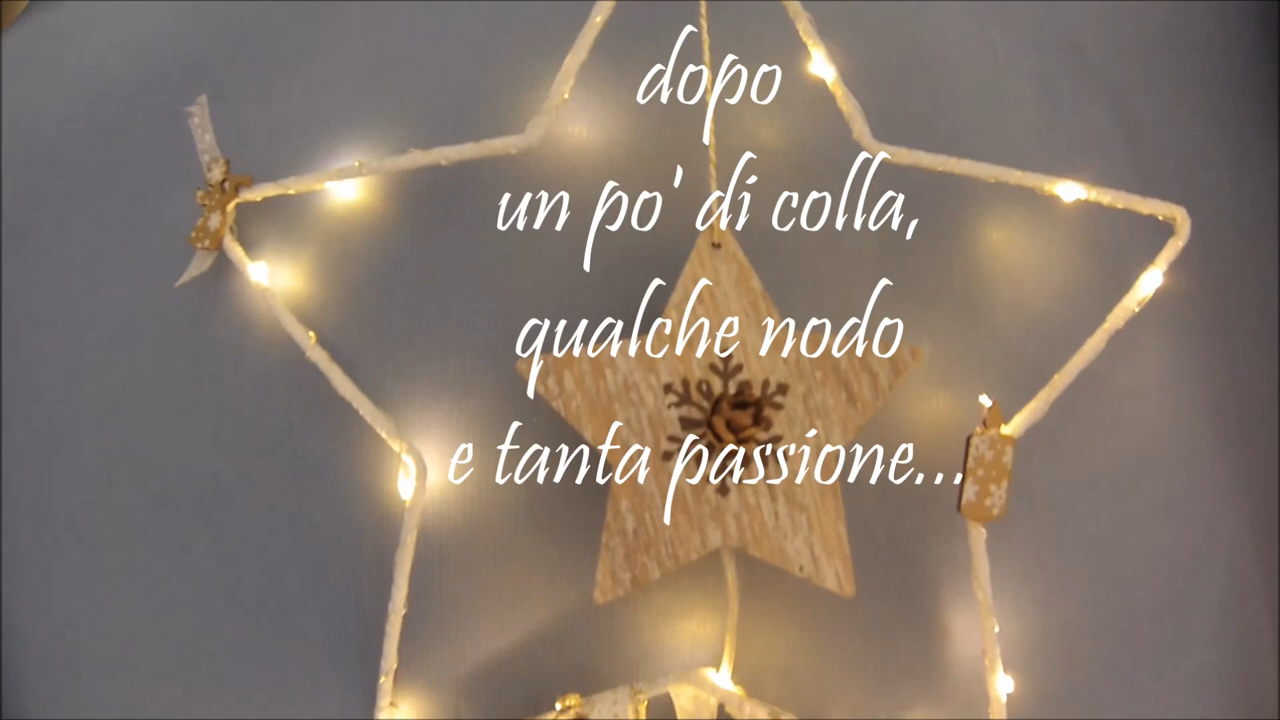 dopo
un po' di colla,
qualche nodo
e tanta passione...